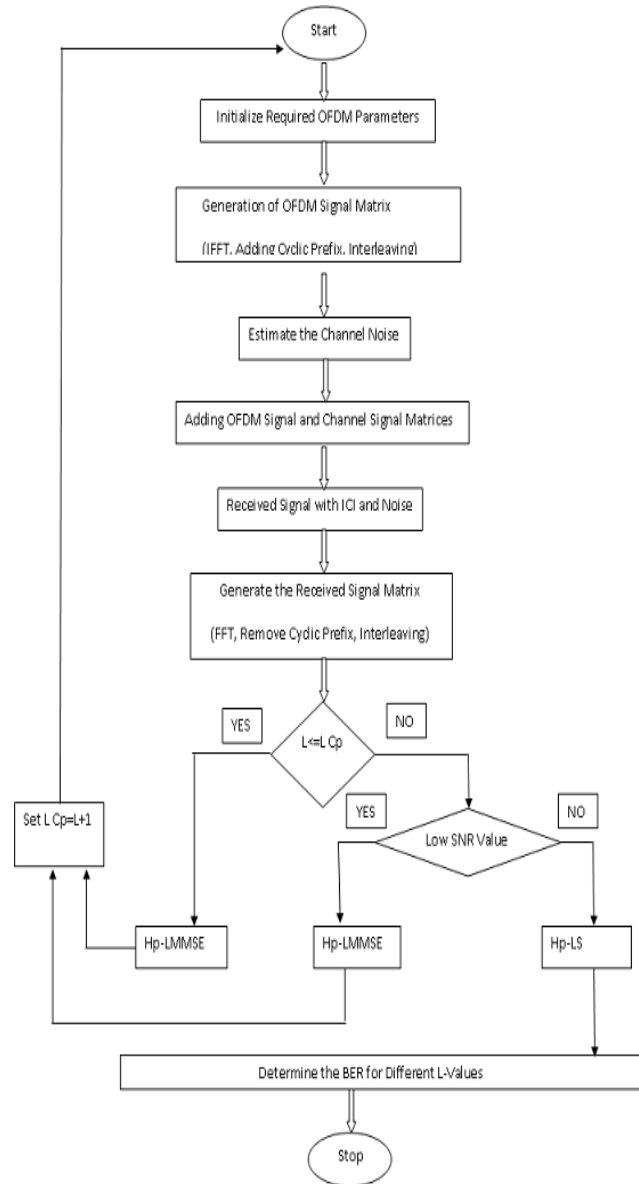 Start
Initialize Required OFDM Parameters
Generation of OFDM Signal Matrix
(IFFT, Adding Cyclic Prefix, Interleaving)
Estimate the Channel Noise
Adding OFDM Signal and Channel Signal Matrices
Received Signal with ICI and Noise
Generate the Received Signal Matrix
(FFT, Remove Cyclic Prefix, Interleaving)
YES
NO
L<=L Cp
Set L Cp=L+1
YES
NO
Low SNR Value
Hp-LMMSE
Hp-LMMSE
Hp-LS
Determine the BER for Different L-Values
Stop